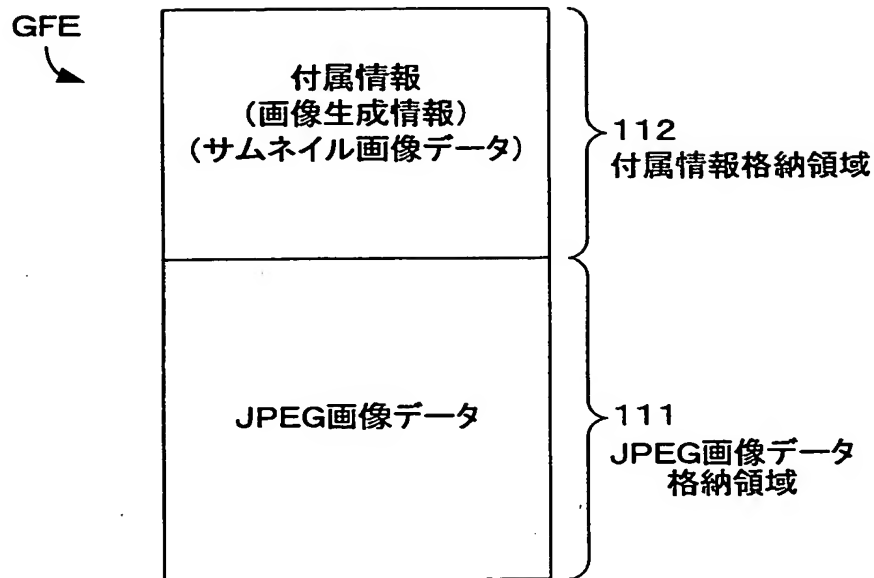 GFE
付属情報
(画像生成情報)
(サムネイル画像データ)
112
付属情報格納領域
JPEG画像データ
111
JPEG画像データ
格納領域